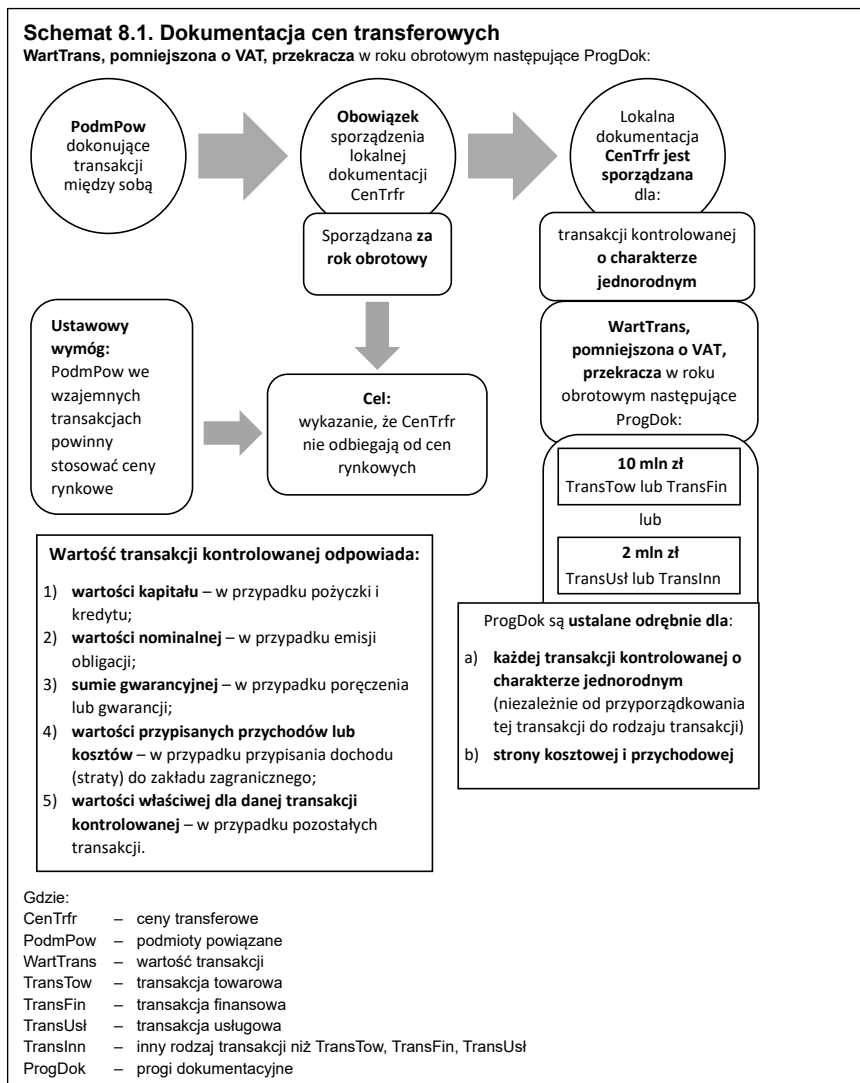 Schemat 8.1. Dokumentacja cen transferowych
WartTrans, pomniejszona o VAT, przekracza w roku obrotowym następujące ProgDok:
PodmPow
dokonujące
transakcji
między sobą
Obowiązek
sporządzenia
lokalnej
dokumentacji
CenTrfr
Lokalna
dokumentacja
CenTrfr jest
sporządzana
dla:
Sporządzana za
rok obrotowy
transakcji kontrolowanej
o charakterze
jednorodnym
Ustawowy
wymóg:
PodmPow we
wzajemnych
transakcjach
powinny
stosować ceny
rynkowe
Cel:
wykazanie, że CenTrfr
nie odbiegają od cen
rynkowych
WartTrans,
pomniejszona o VAT,
przekracza w roku
obrotowym następujące
ProgDok:
10 mln zł
TransTow lub TransFin
lub
2 mln zł
TransUsł lub TransInn
Wartość transakcji kontrolowanej odpowiada:
1) wartości kapitału – w przypadku pożyczki i
kredytu;
2) wartości nominalnej – w przypadku emisji
obligacji;
3) sumie gwarancyjnej – w przypadku poręczenia
lub gwarancji;
4) wartości przypisanych przychodów lub
kosztów – w przypadku przypisania dochodu
(straty) do zakładu zagranicznego;
5) wartości właściwej dla danej transakcji
kontrolowanej – w przypadku pozostałych
transakcji.
ProgDok są ustalane odrębnie dla:
a) każdej transakcji kontrolowanej o
charakterze jednorodnym
(niezależnie od przyporządkowania
tej transakcji do rodzaju transakcji)
b) strony kosztowej i przychodowej
Gdzie:
CenTrfr – ceny transferowe
PodmPow – podmioty powiązane
WartTrans – wartość transakcji
TransTow – transakcja towarowa
TransFin – transakcja finansowa
TransUsł – transakcja usługowa
TransInn – inny rodzaj transakcji niż TransTow, TransFin, TransUsł
ProgDok – progi dokumentacyjne